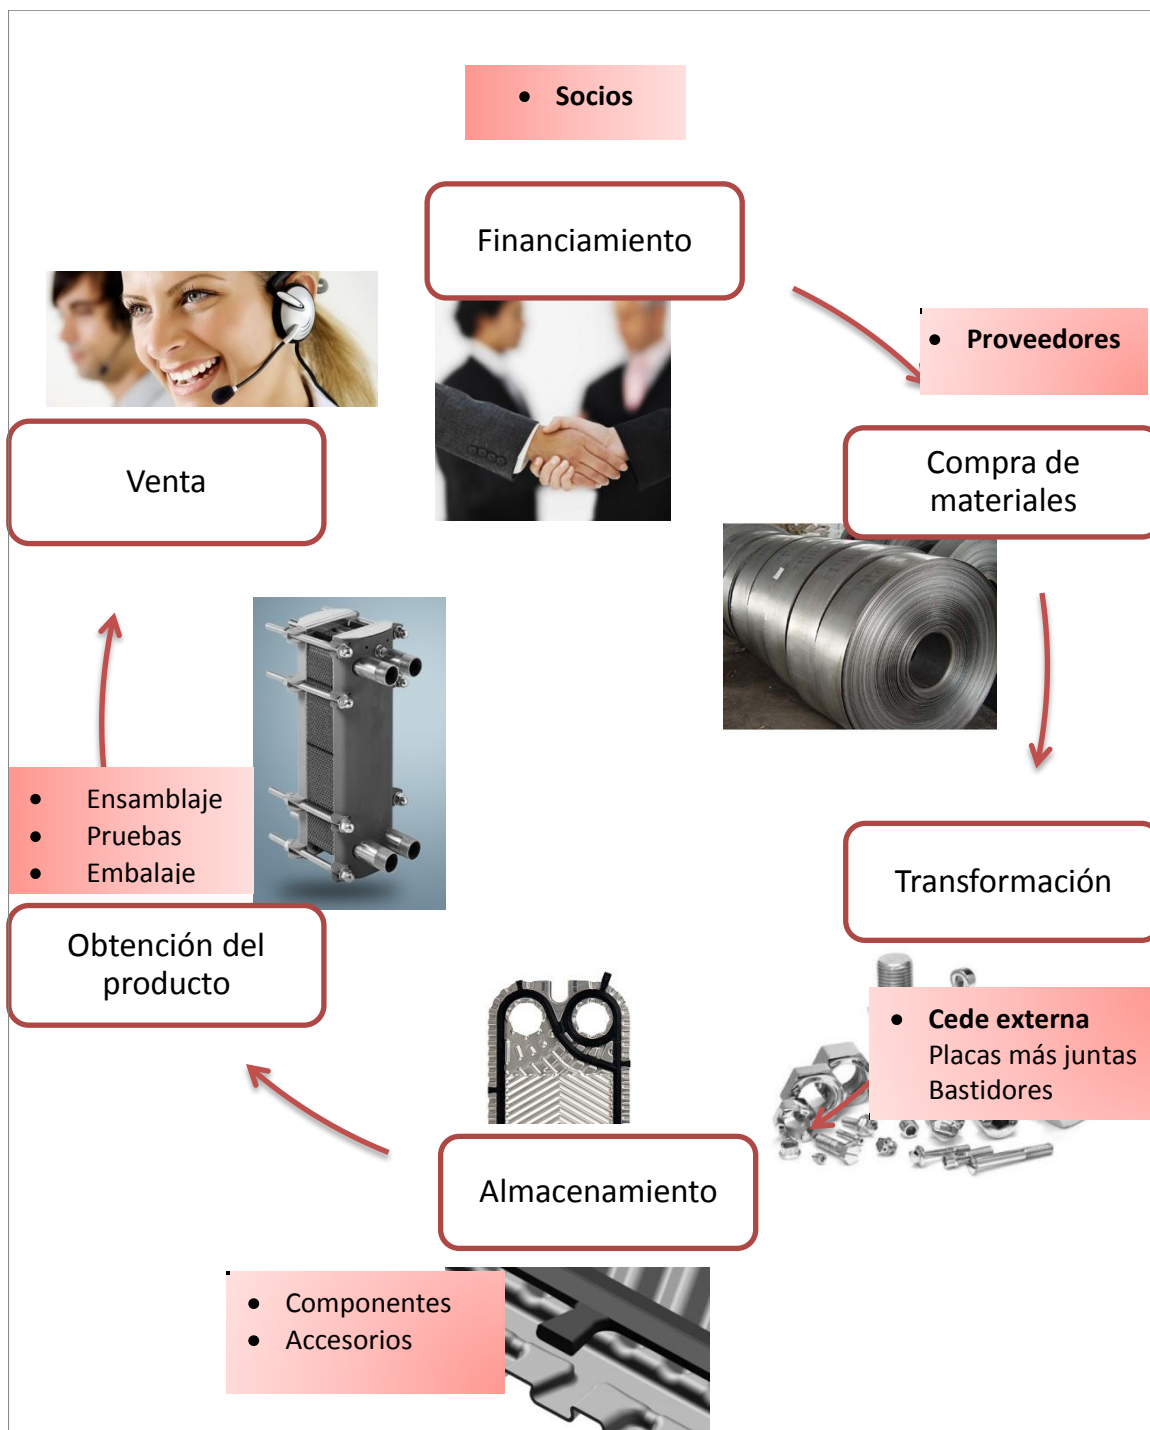 • Socios
Financiamiento
• Proveedores
Compra de
materiales
Transformación
• Cede externa
Placas más juntas
Bastidores
Almacenamiento
• Componentes
• Accesorios
Obtención del
producto
• Ensamblaje
• Pruebas
• Embalaje
Venta